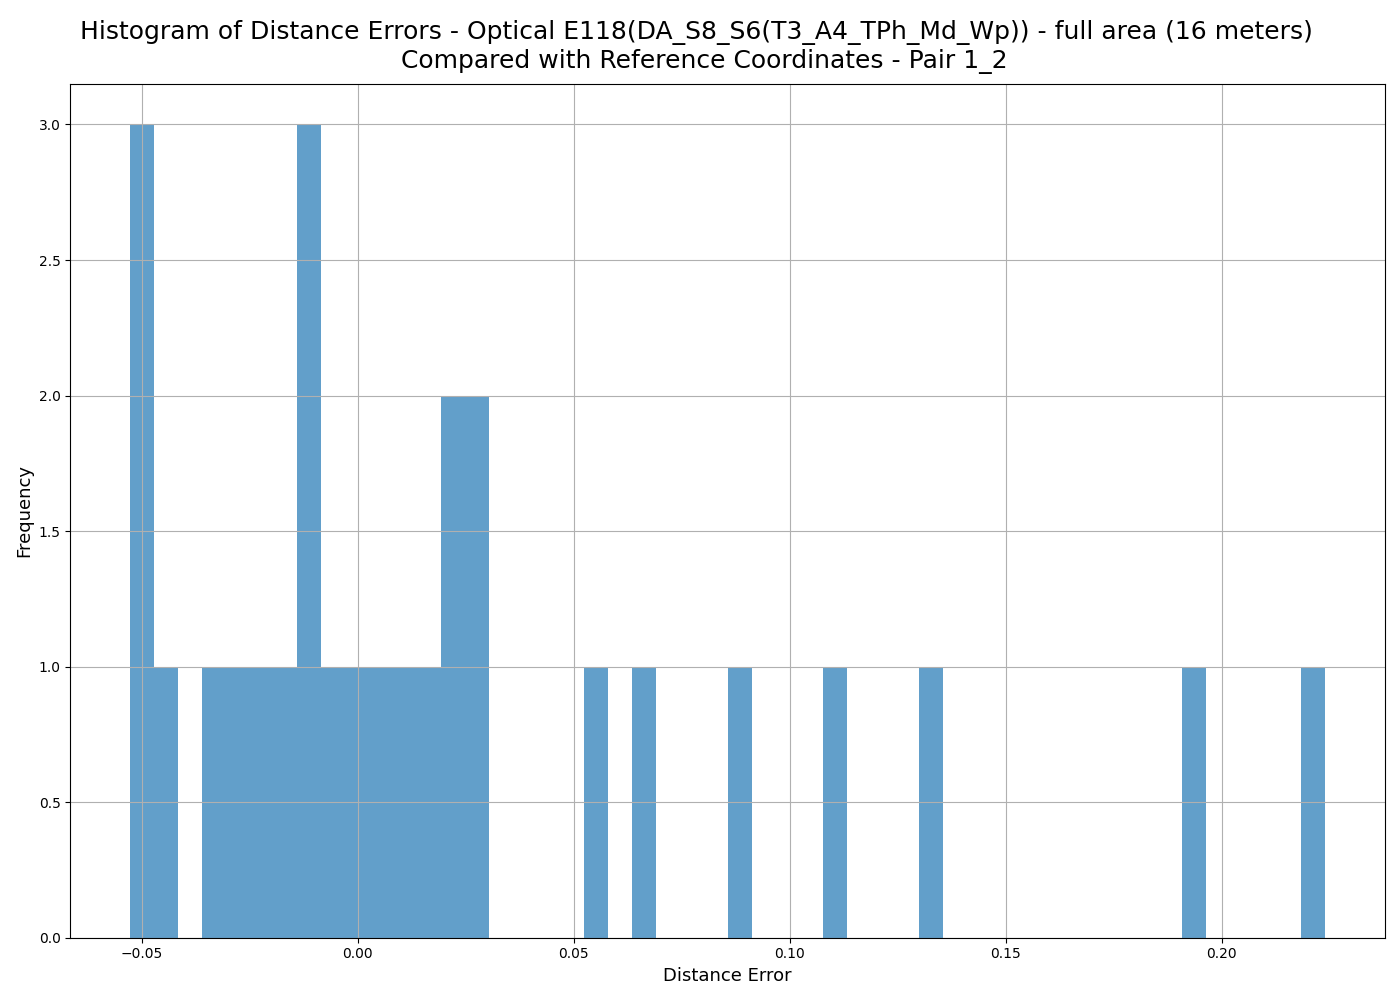 Histogram of Distance Errors - Optical E118(DA_S8_S6(T3_A4_TPh_Md_Wp)) - full area (16 meters)
Compared with Reference Coordinates - Pair 1_2
3.0
2.5
2.0
1.5
1.0
0.5
0.0
Frequency
−0.05 0.00 0.05 0.10 0.15 0.20
Distance Error